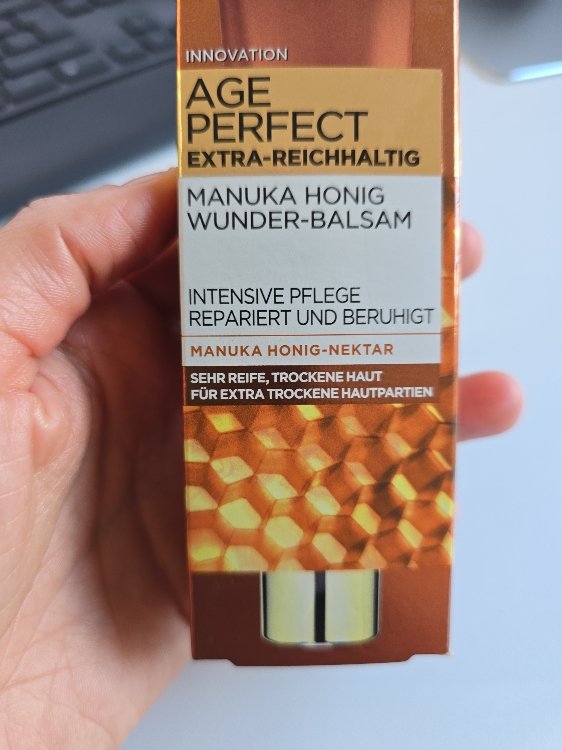 INNOVATION
AGE
PERFECT
EXTRA-REICHHALTIG
MANUKA HONIG
WUNDER-BALSAM
INTENSIVE PFLEGE
REPARIERT UND BERUHIGT
MANUKA HONIG-NEKTAR
SEHR REIFE, TROCKENE HAUT
FÜR EXTRA TROCKENE HAUTPARTIEN